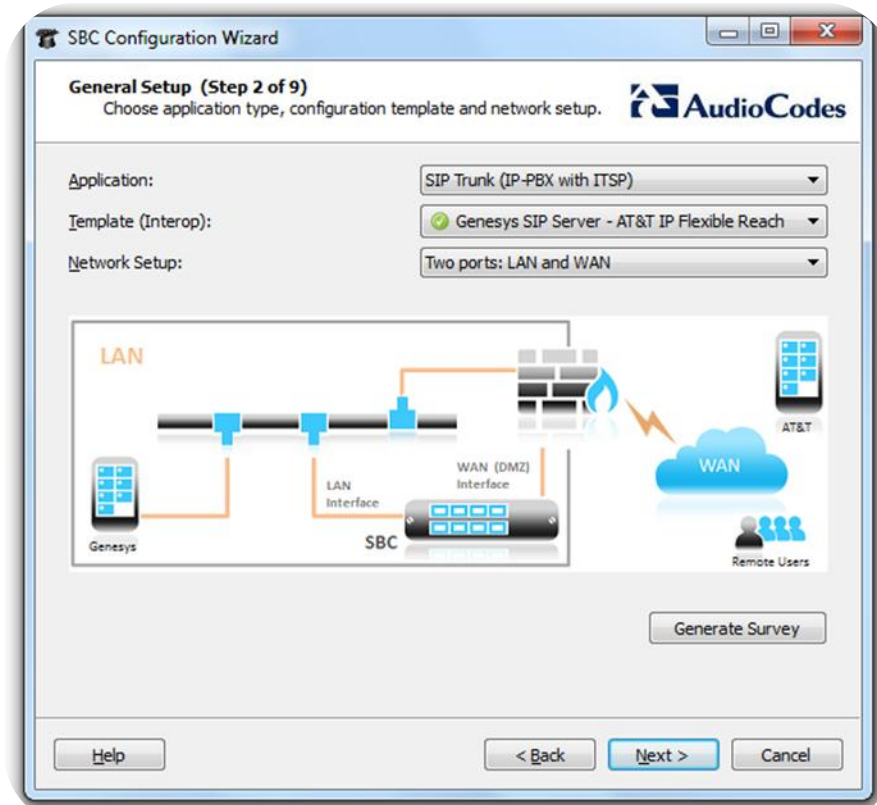 SBC Configuration Wizard
General Setup (Step 2 of 9)
Choose application type, configuration template and network setup.
AudioCodes
Application:
SIP Trunk (IP-PBX with ITSP)
Template (Interop):
Genesys SIP Server - AT&T IP Flexible Reach
Network Setup:
Two ports: LAN and WAN
LAN
AT&T
WAN (DMZ)
Interface
WAN
LAN
Interface
Genesys
SBC
Remote Users
Generate Survey
Help
< Back
Next >
Cancel